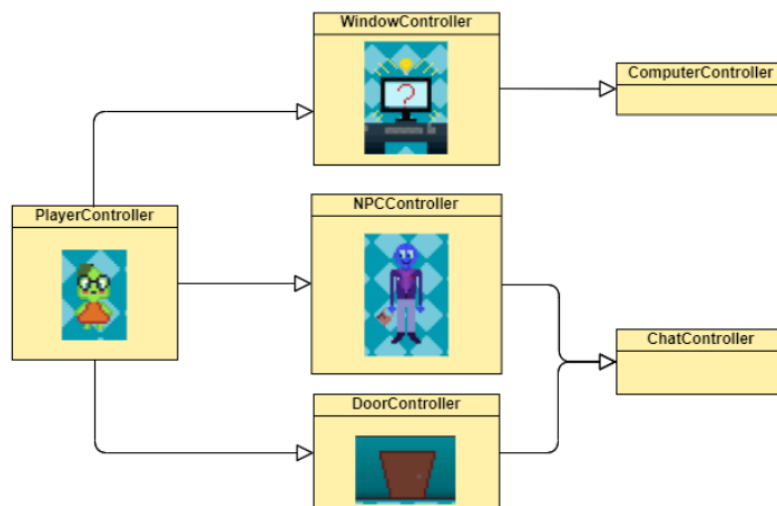 WindowController
ComputerController
PlayerController
NPCController
ChatController
DoorController
?